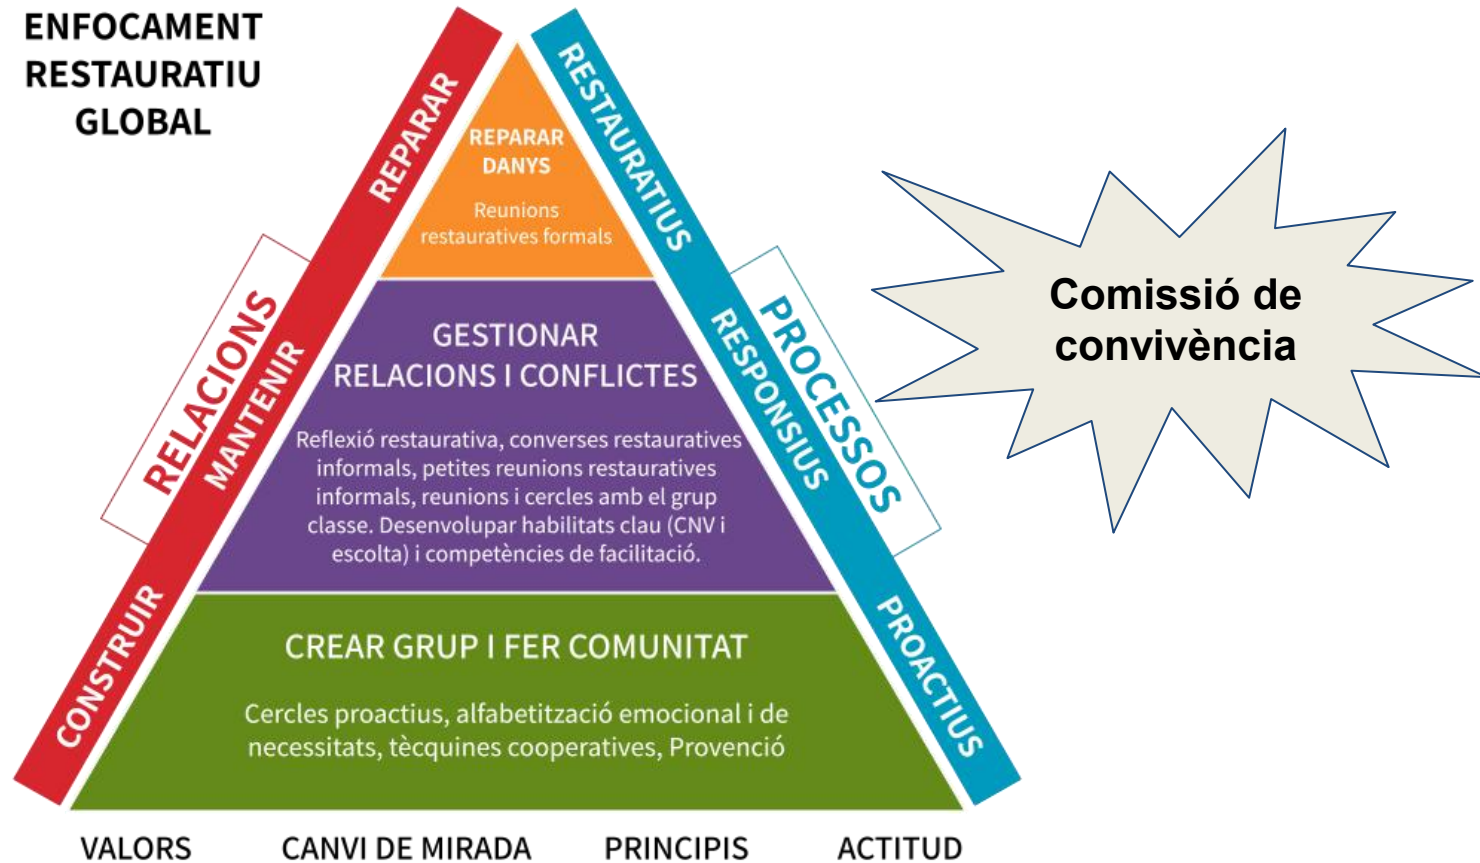 ENFOCAMENT
RESTAURATIU
GLOBAL
REPARAR
MANTENIR
CONSTRUIR
RELACIONS
RESTAURATIUS
RESPONSIUS
PROACTIUS
PROCESSOS
REPARAR
DANYS
Reunions
restauratives formals
GESTIONAR
RELACIONS I CONFLICTES
Reflexió restaurativa, converses restauratives
informals, petites reunions restauratives
informals, reunions i cercles amb el grup
classe. Desenvolupar habilitats clau (CNV i
escolta) i competències de facilitació.
CREAR GRUP I FER COMUNITAT
Cercles proactius, alfabetització emocional i de
necessitats, tècquines cooperatives, Provenció
VALORS CANVI DE MIRADA PRINCIPIS ACTITUD
Comissió de
convivència